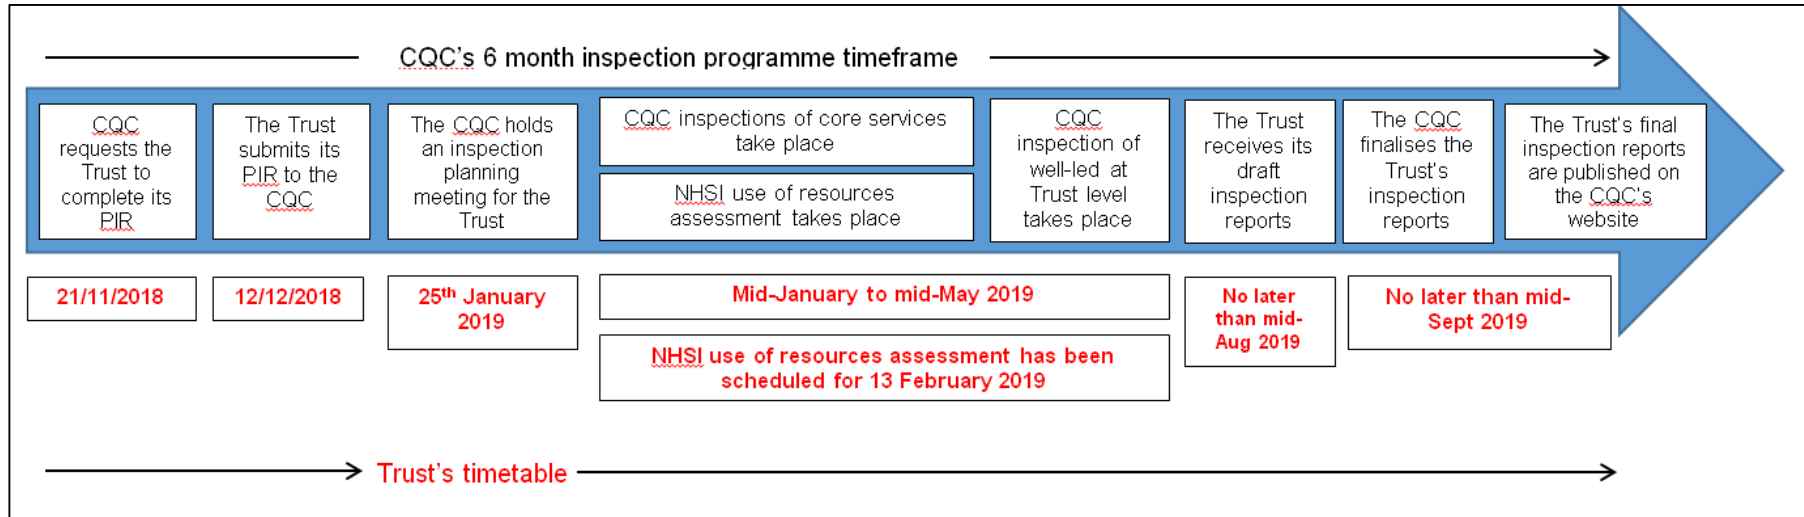 CQC's 6 month inspection programme timeframe
CQC
requests the
Trust to
complete its
PIR
The Trust
submits its
PIR to the
CQC
The CQC holds
an inspection
planning
meeting for the
Trust
CQC inspections of core services
take place
NHSI use of resources
assessment takes place
CQC
inspection of
well-led at
Trust level
takes place
The Trust
receives its
draft
inspection
reports
The CQC
finalises the
Trust's
inspection
reports
The Trust's final
inspection reports
are published on
the CQC's
website
21/11/2018
12/12/2018
25th January
2019
Mid-January to mid-May 2019
NHSI use of resources assessment has been
scheduled for 13 February 2019
No later
than mid-
Aug 2019
No later than mid-
Sept 2019
Trust's timetable